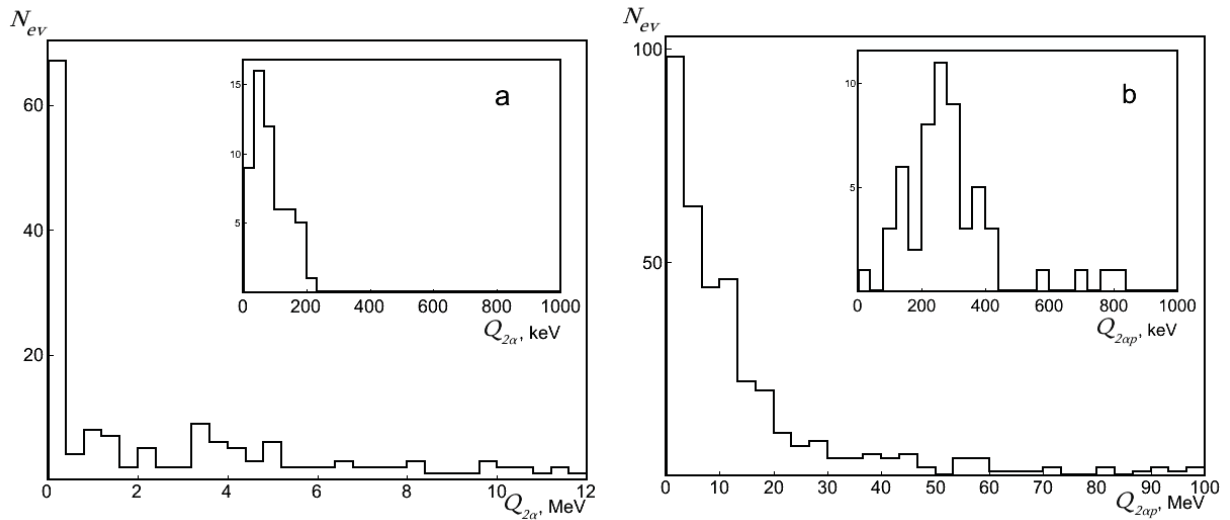 N_ev
60
40
20
0 2 4 6 8 10 12
Q_2α, MeV
a
15
10
5
0 200 400 600 800 1000
Q_2α, keV
N_ev
100
50
0 10 20 30 40 50 60 70 80 90 100
Q_2αp, MeV
b
10
5
0 200 400 600 800 1000
Q_2αp, keV